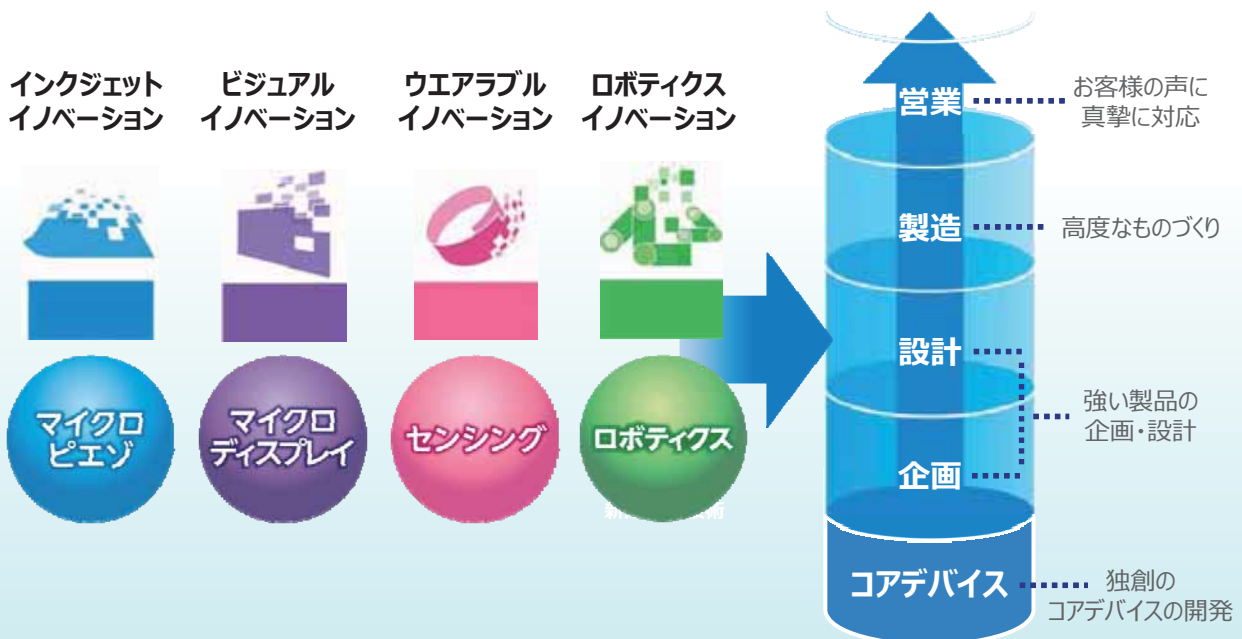 インクジェット
イノベーション
ビジュアル
イノベーション
ウエアラブル
イノベーション
ロボティクス
イノベーション
マイクロ
ピエゾ
マイクロ
ディスプレイ
センシング
ロボティクス
営業
お客様の声に
真摯に対応
製造
高度なものづくり
設計
強い製品の
企画・設計
企画
コアデバイス
独創の
コアデバイスの開発